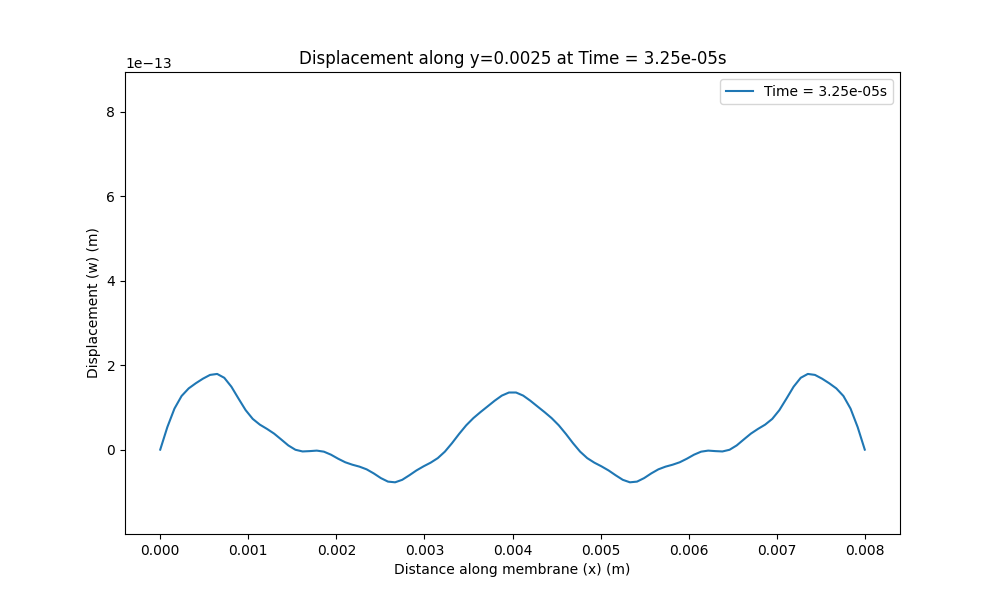 Displacement along y=0.0025 at Time = 3.25e-05s
1e−13
Time = 3.25e-05s
8
6
4
2
0
Displacement (w) (m)
0.000 0.001 0.002 0.003 0.004 0.005 0.006 0.007 0.008
Distance along membrane (x) (m)